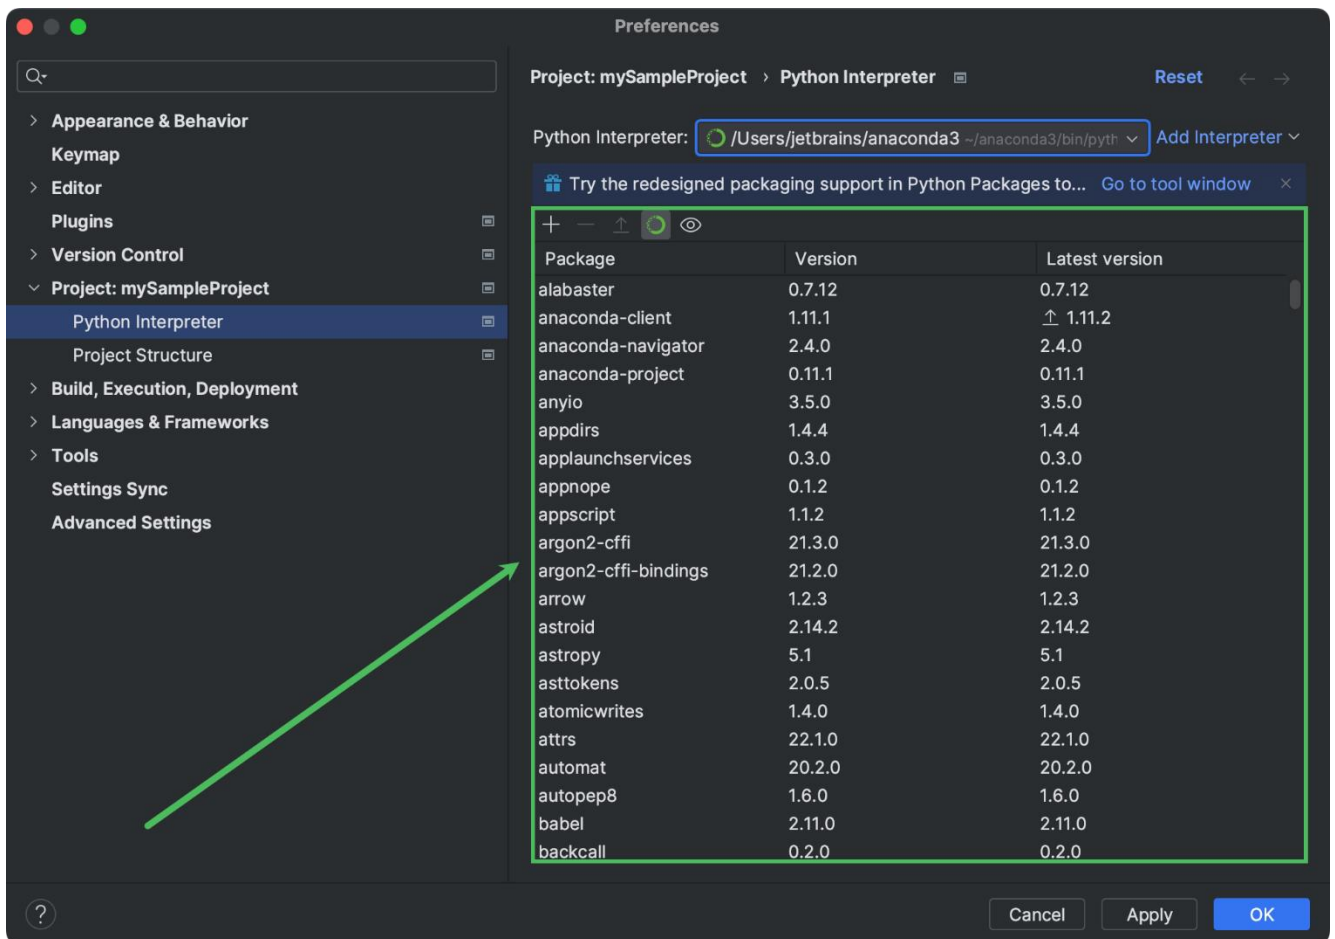 Preferences
Project: mySampleProject › Python Interpreter Reset
Python Interpreter: /Users/jetbrains/anaconda3 ~/anaconda3/bin/pyth Add Interpreter
Try the redesigned packaging support in Python Packages to... Go to tool window
Appearance & Behavior
Keymap
Editor
Plugins
Version Control
Project: mySampleProject
Python Interpreter
Project Structure
Build, Execution, Deployment
Languages & Frameworks
Tools
Settings Sync
Advanced Settings
Package Version Latest version
alabaster 0.7.12 0.7.12
anaconda-client 1.11.1 1.11.2
anaconda-navigator 2.4.0 2.4.0
anaconda-project 0.11.1 0.11.1
anyio 3.5.0 3.5.0
appdirs 1.4.4 1.4.4
applaunchservices 0.3.0 0.3.0
appnope 0.1.2 0.1.2
appscript 1.1.2 1.1.2
argon2-cffi 21.3.0 21.3.0
argon2-cffi-bindings 21.2.0 21.2.0
arrow 1.2.3 1.2.3
astroid 2.14.2 2.14.2
astropy 5.1 5.1
asttokens 2.0.5 2.0.5
atomicwrites 1.4.0 1.4.0
attrs 22.1.0 22.1.0
automat 20.2.0 20.2.0
autopep8 1.6.0 1.6.0
babel 2.11.0 2.11.0
backcall 0.2.0 0.2.0
? Cancel Apply OK